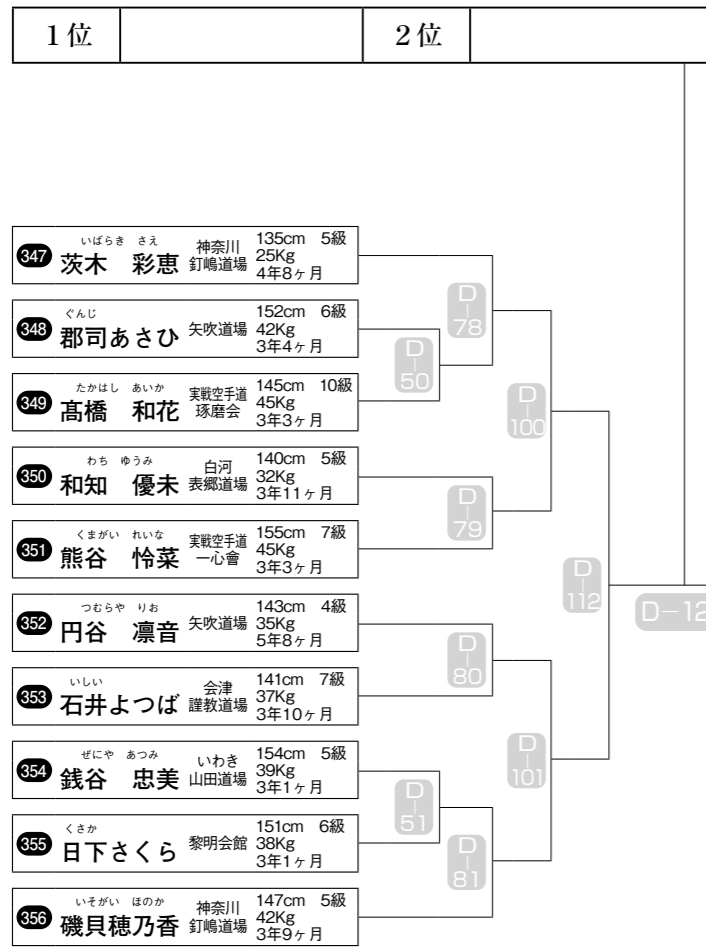 1位 2位
347 いばらき さえ 茨木 彩恵 神奈川 釘嶋道場 135cm 5級 25Kg 4年8ヶ月
348 ぐんじ 郡司あさひ 矢吹道場 152cm 6級 42Kg 3年4ヶ月
349 たかはし あいか 髙橋 和花 実戦空手道 琢磨会 145cm 10級 45Kg 3年3ヶ月
350 わち ゆうみ 和知 優未 白河 表郷道場 140cm 5級 32Kg 3年11ヶ月
351 くまがい れいな 熊谷 怜菜 実戦空手道 一心會 155cm 7級 45Kg 3年3ヶ月
352 つむらや りお 円谷 凛音 矢吹道場 143cm 4級 35Kg 5年8ヶ月
353 いしい 石井よつば 会津 謹教道場 141cm 7級 37Kg 3年10ヶ月
354 ぜにや あつみ 銭谷 忠美 いわき 山田道場 154cm 5級 39Kg 3年1ヶ月
355 くさか 日下さくら 黎明会館 151cm 6級 38Kg 3年1ヶ月
356 いそがい ほのか 磯貝穂乃香 神奈川 釘嶋道場 147cm 5級 42Kg 3年9ヶ月
D-50
D-51
D-78
D-79
D-80
D-81
D-100
D-101
D-112
D-12